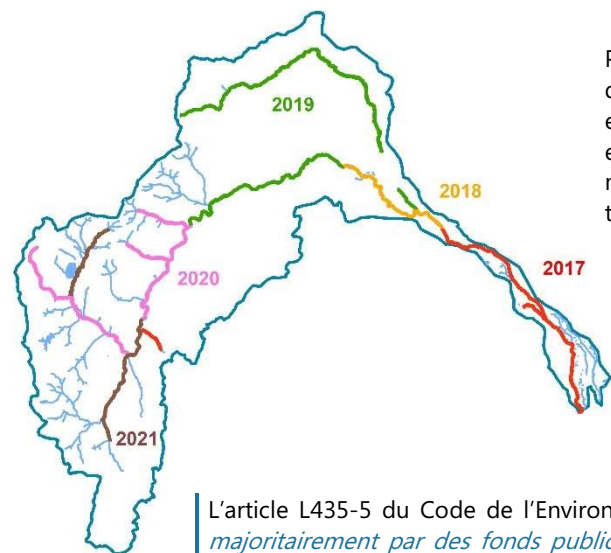 2019
2018
2017
2020
2021
L'article L435-5 du Code de l'Environ
majoritairement par des fonds public